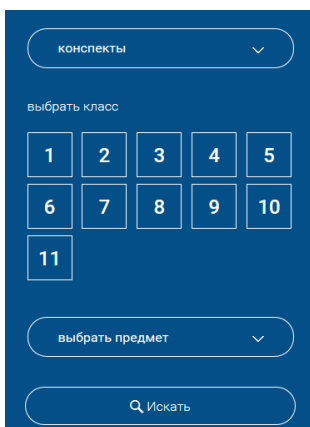 конспекты
выбрать класс
1 2 3 4 5
6 7 8 9 10
11
выбрать предмет
Искать